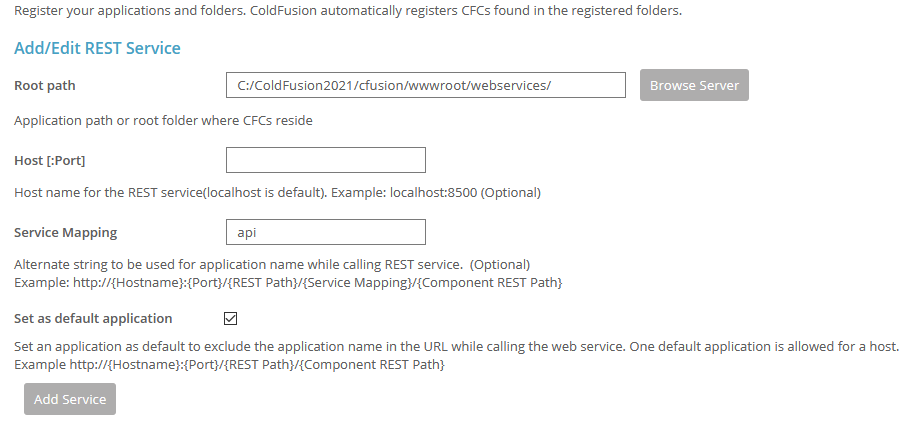 Register your applications and folders. ColdFusion automatically registers CFCs found in the registered folders.
Add/Edit REST Service
Root path C:/ColdFusion2021/cfusion/wwwroot/webservices/ Browse Server
Application path or root folder where CFCs reside
Host [:Port]
Host name for the REST service(localhost is default). Example: localhost:8500 (Optional)
Service Mapping api
Alternate string to be used for application name while calling REST service. (Optional)
Example: http://{Hostname}:{Port}/{REST Path}/{Service Mapping}/{Component REST Path}
Set as default application
Set an application as default to exclude the application name in the URL while calling the web service. One default application is allowed for a host.
Example http://{Hostname}:{Port}/{REST Path}/{Component REST Path}
Add Service